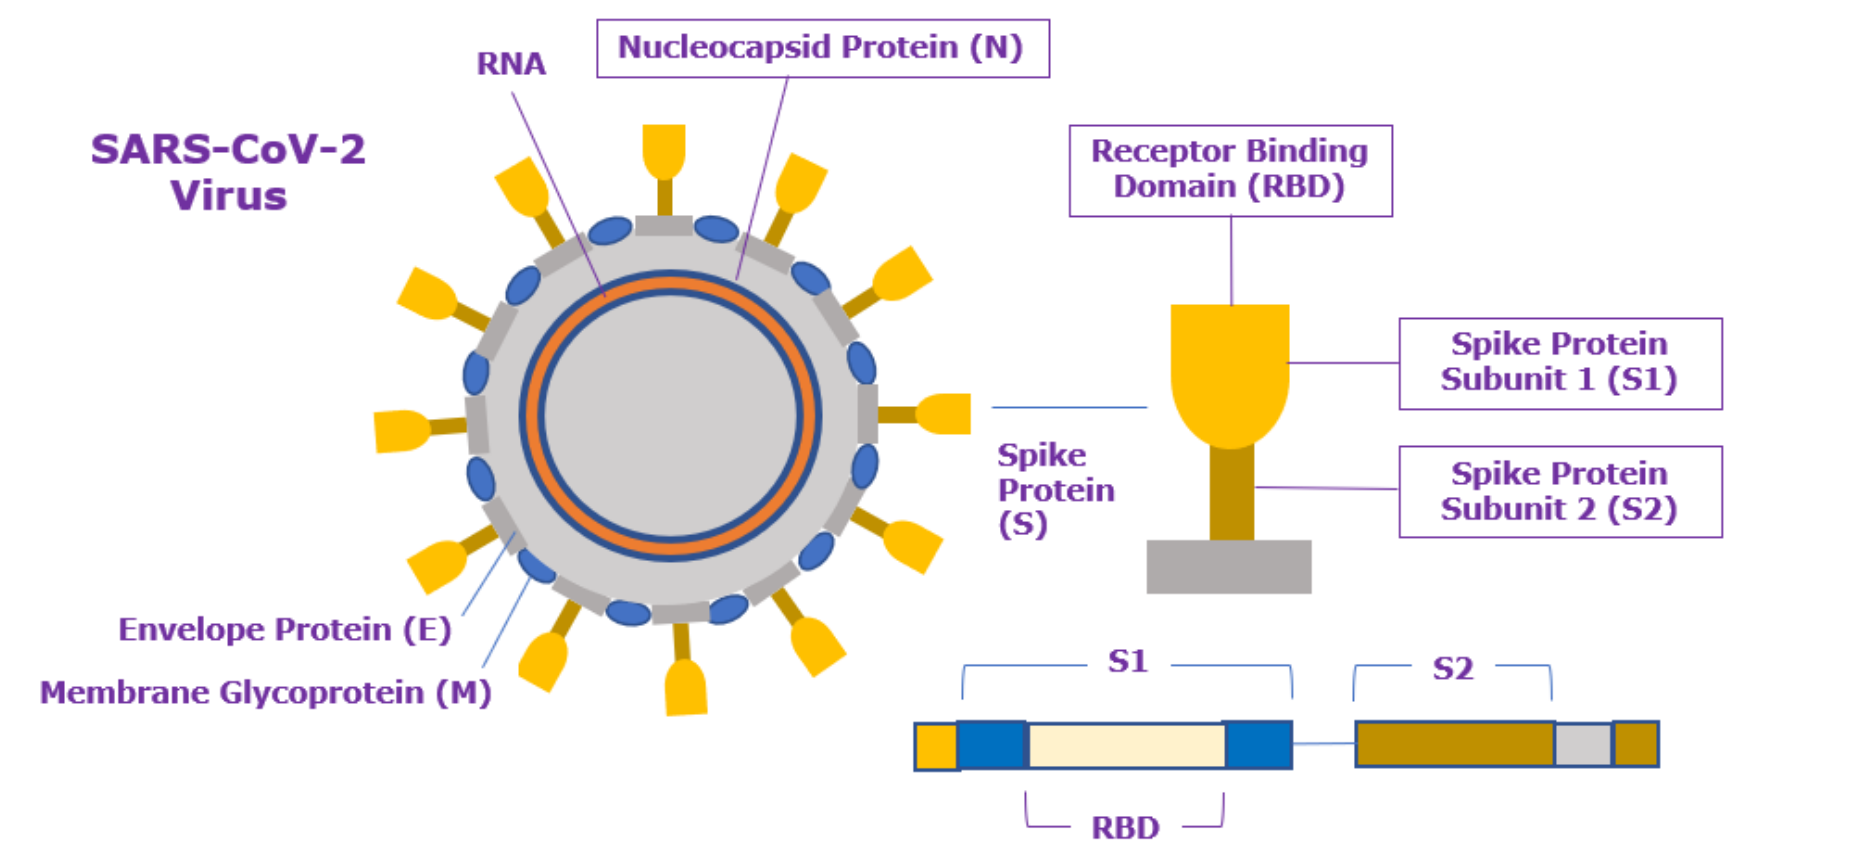 SARS-CoV-2
Virus
RNA
Nucleocapsid Protein (N)
Envelope Protein (E)
Membrane Glycoprotein (M)
Spike
Protein
(S)
Receptor Binding
Domain (RBD)
Spike Protein
Subunit 1 (S1)
Spike Protein
Subunit 2 (S2)
S1
S2
RBD